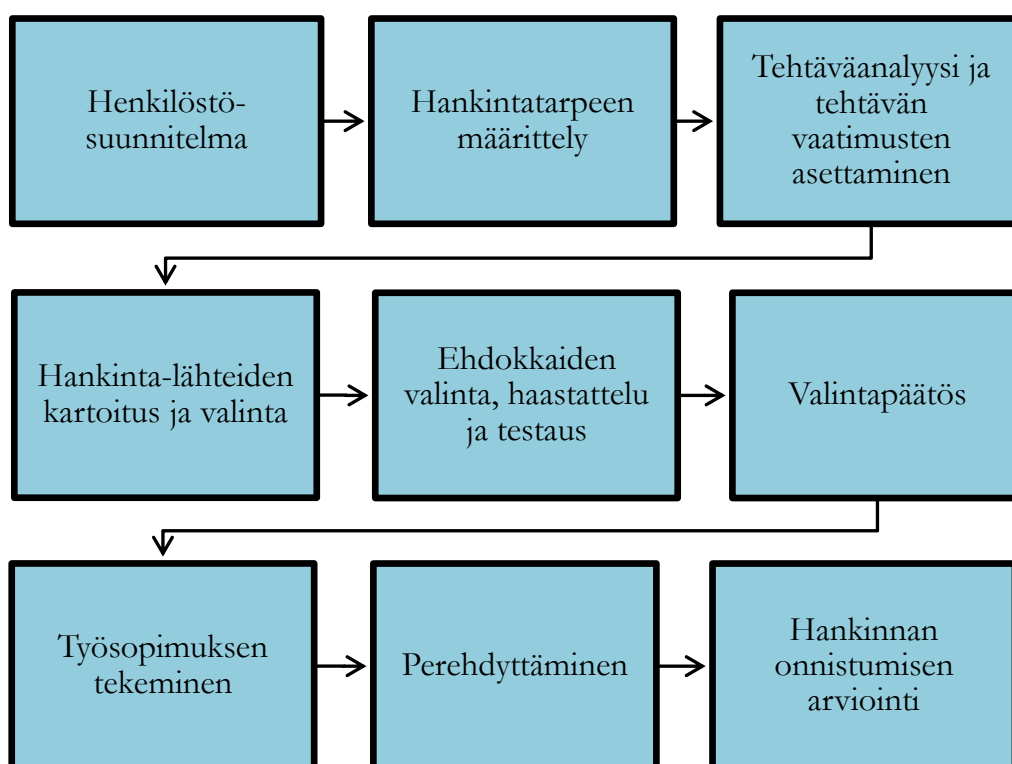 Henkilöstö-
suunnitelma
Hankintatarpeen
määrittely
Tehtäväanalyysi ja
tehtävän
vaatimusten
asettaminen
Hankinta-lähteiden
kartoitus ja valinta
Ehdokkaiden
valinta, haastattelu
ja testaus
Valintapäätös
Työsopimuksen
tekeminen
Perehdyttäminen
Hankinnan
onnistumisen
arviointi